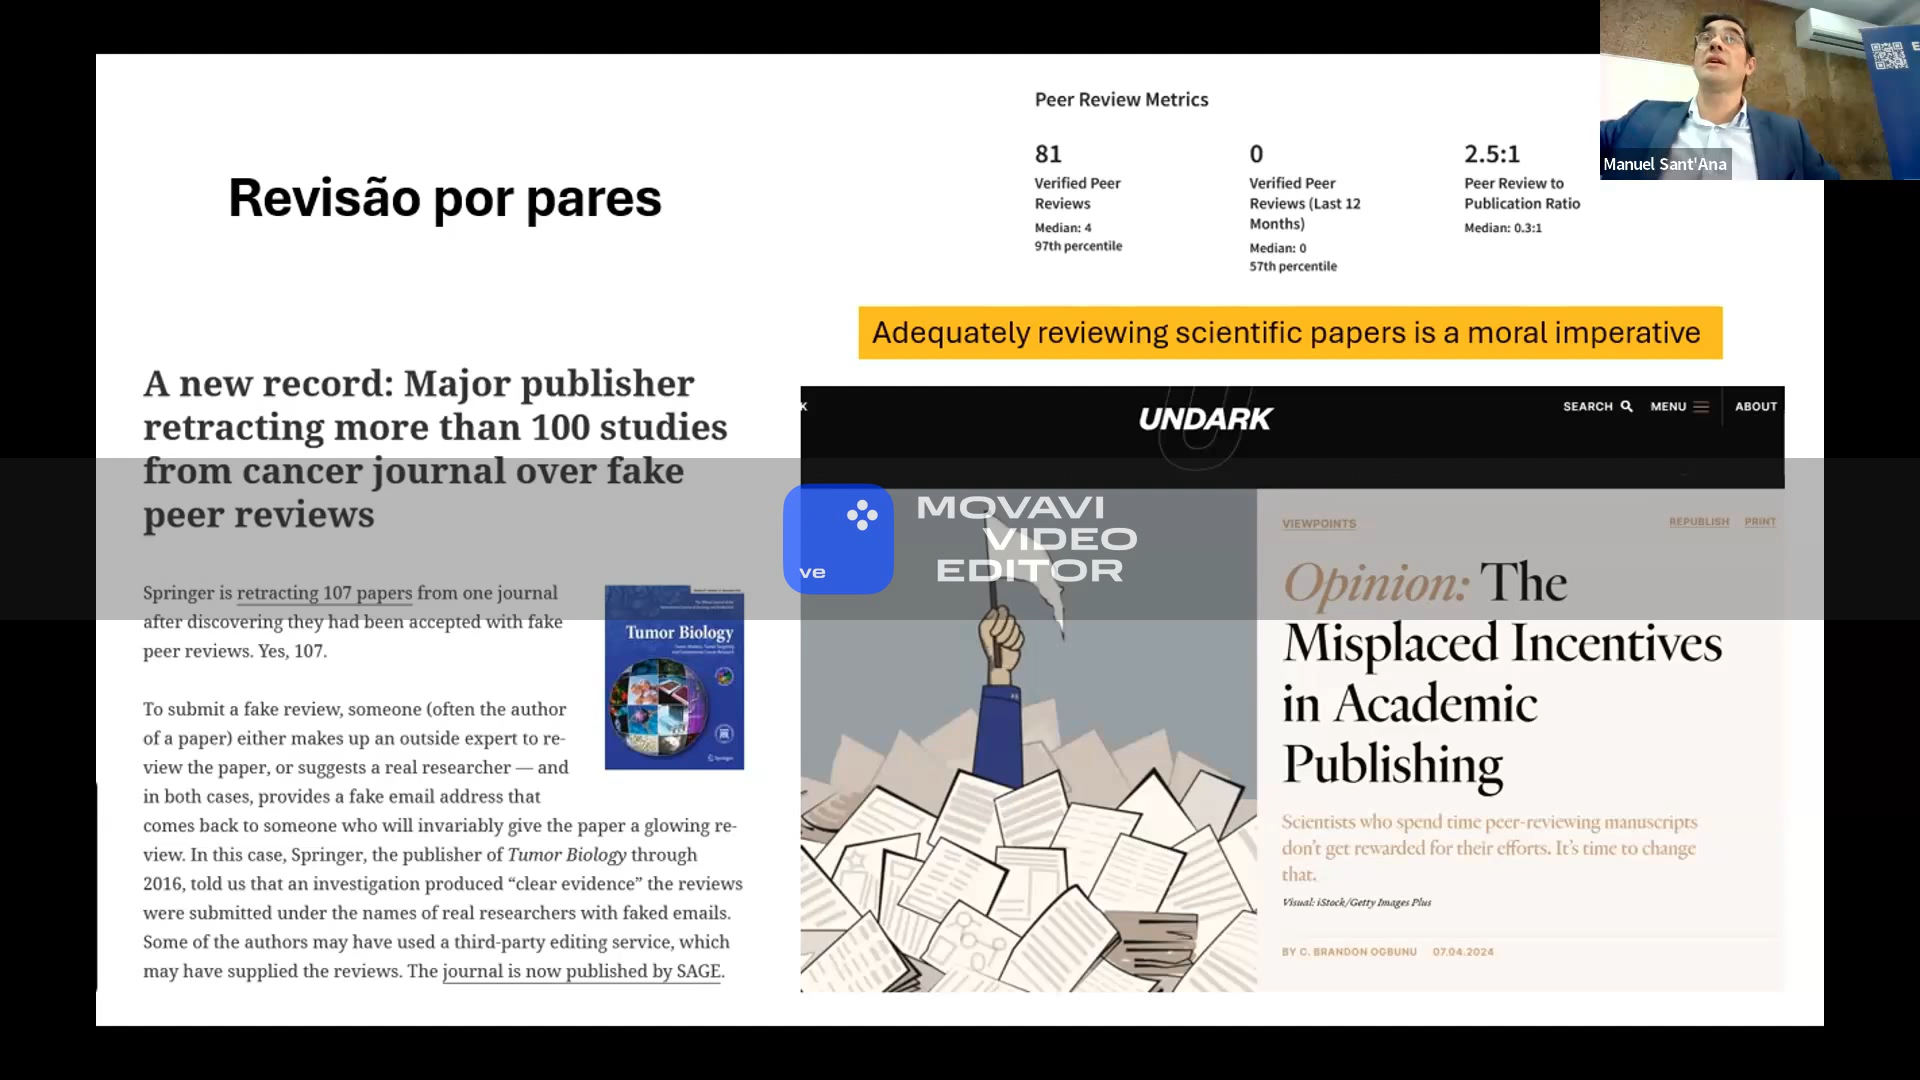 Revisão por pares
Peer Review Metrics
81
Verified Peer
Reviews
Median: 4
97th percentile
0
Verified Peer
Reviews (Last 12
Months)
Median: 0
57th percentile
2.5:1
Peer Review to
Publication Ratio
Median: 0.3:1
Manuel Sant'Ana
Adequately reviewing scientific papers is a moral imperative
A new record: Major publisher
retracting more than 100 studies
from cancer journal over fake
peer reviews
Springer is retracting 107 papers from one journal
after discovering they had been accepted with fake
peer reviews. Yes, 107.
Tumor Biology
Springer
To submit a fake review, someone (often the author
of a paper) either makes up an outside expert to re-
view the paper, or suggests a real researcher — and
in both cases, provides a fake email address that
comes back to someone who will invariably give the paper a glowing re-
view. In this case, Springer, the publisher of Tumor Biology through
2016, told us that an investigation produced “clear evidence” the reviews
were submitted under the names of real researchers with faked emails.
Some of the authors may have used a third-party editing service, which
may have supplied the reviews. The journal is now published by SAGE.
K
UNDARK
SEARCH
MENU
ABOUT
ve
MOVAVI
VIDEO
EDITOR
VIEWPOINTS
REPUBLISH
PRINT
Opinion: The
Misplaced Incentives
in Academic
Publishing
Scientists who spend time peer-reviewing manuscripts
don't get rewarded for their efforts. It's time to change
that.
Visual: iStock/Getty Images Plus
BY C. BRANDON OGBUNU 07.04.2024